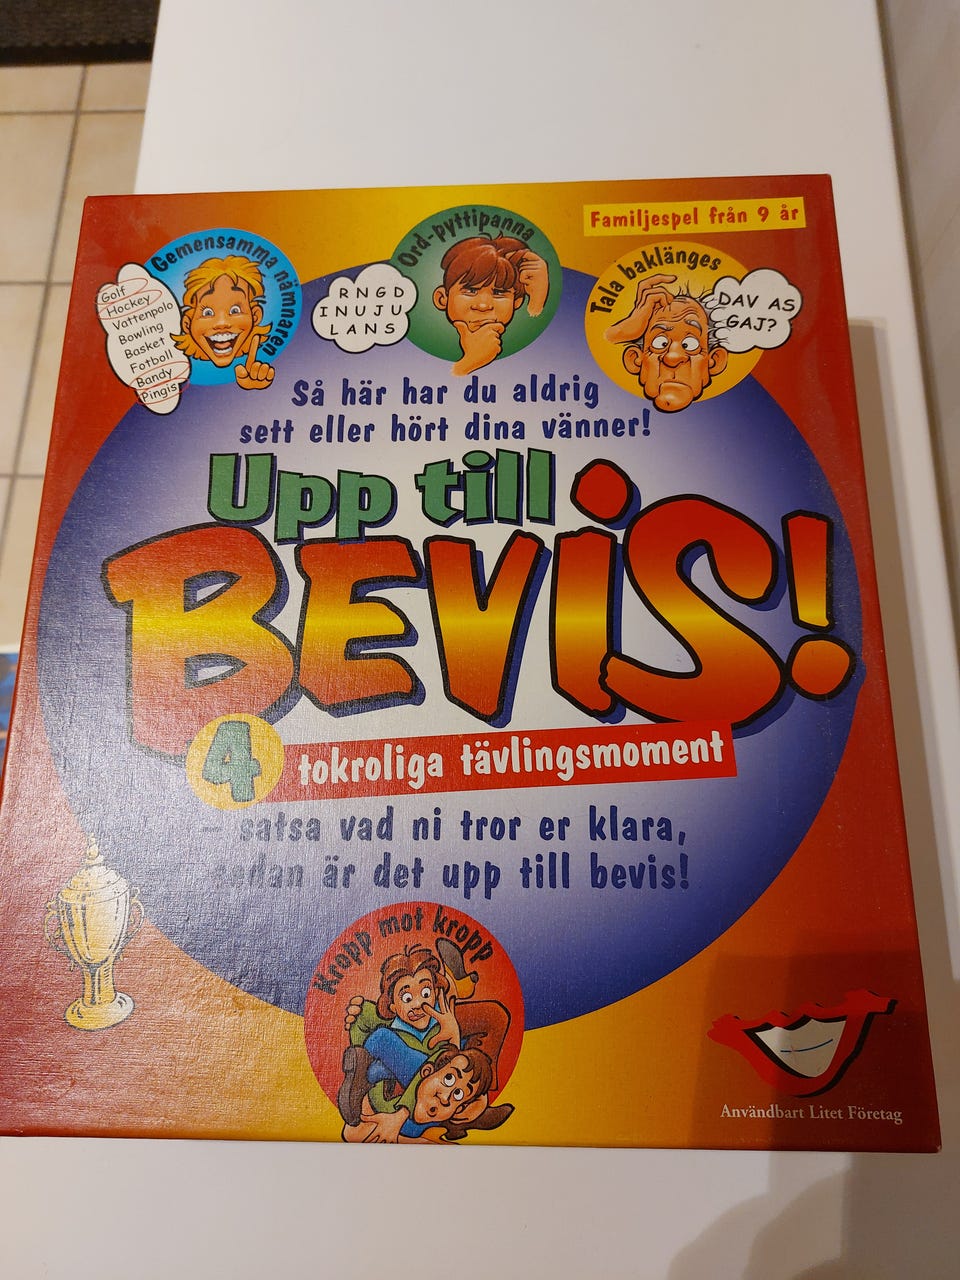 Familjespel från 9 år
Gemensamma nämnaren
Golf
Hockey
Vattenpolo
Bowling
Basket
Fotboll
Bandy
Pingis
Ord-pyttipanna
RNGD
INUJU
LANS
Tala baklänges
DAV AS
GAJ?
Så här har du aldrig
sett eller hört dina vänner!
Upp till
BEViS!
4 tokroliga tävlingsmoment
- satsa vad ni tror er klara,
sedan är det upp till bevis!
Kropp mot kropp
Användbart Litet Företag